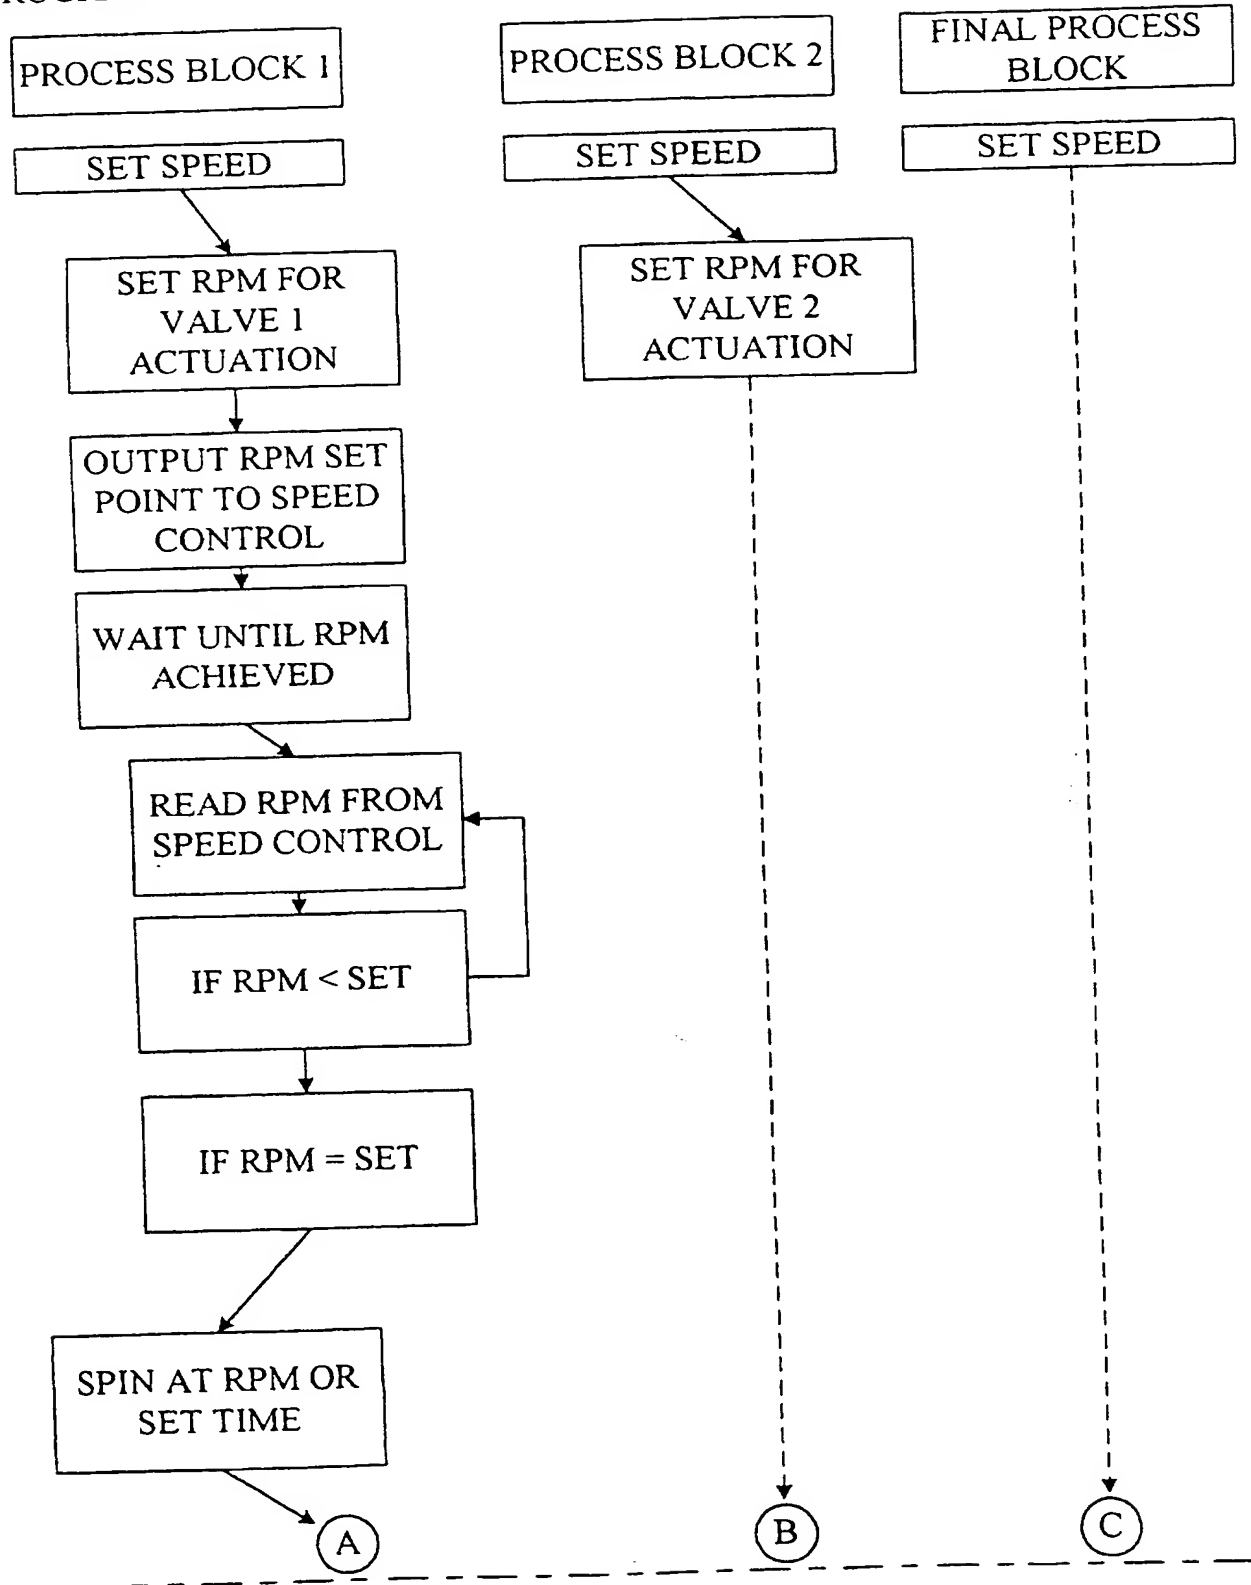 PROCESS BLOCK 1
SET SPEED
SET RPM FOR
VALVE 1
ACTUATION
OUTPUT RPM SET
POINT TO SPEED
CONTROL
WAIT UNTIL RPM
ACHIEVED
READ RPM FROM
SPEED CONTROL
IF RPM < SET
IF RPM = SET
SPIN AT RPM OR
SET TIME
A
PROCESS BLOCK 2
SET SPEED
SET RPM FOR
VALVE 2
ACTUATION
B
FINAL PROCESS
BLOCK
SET SPEED
C